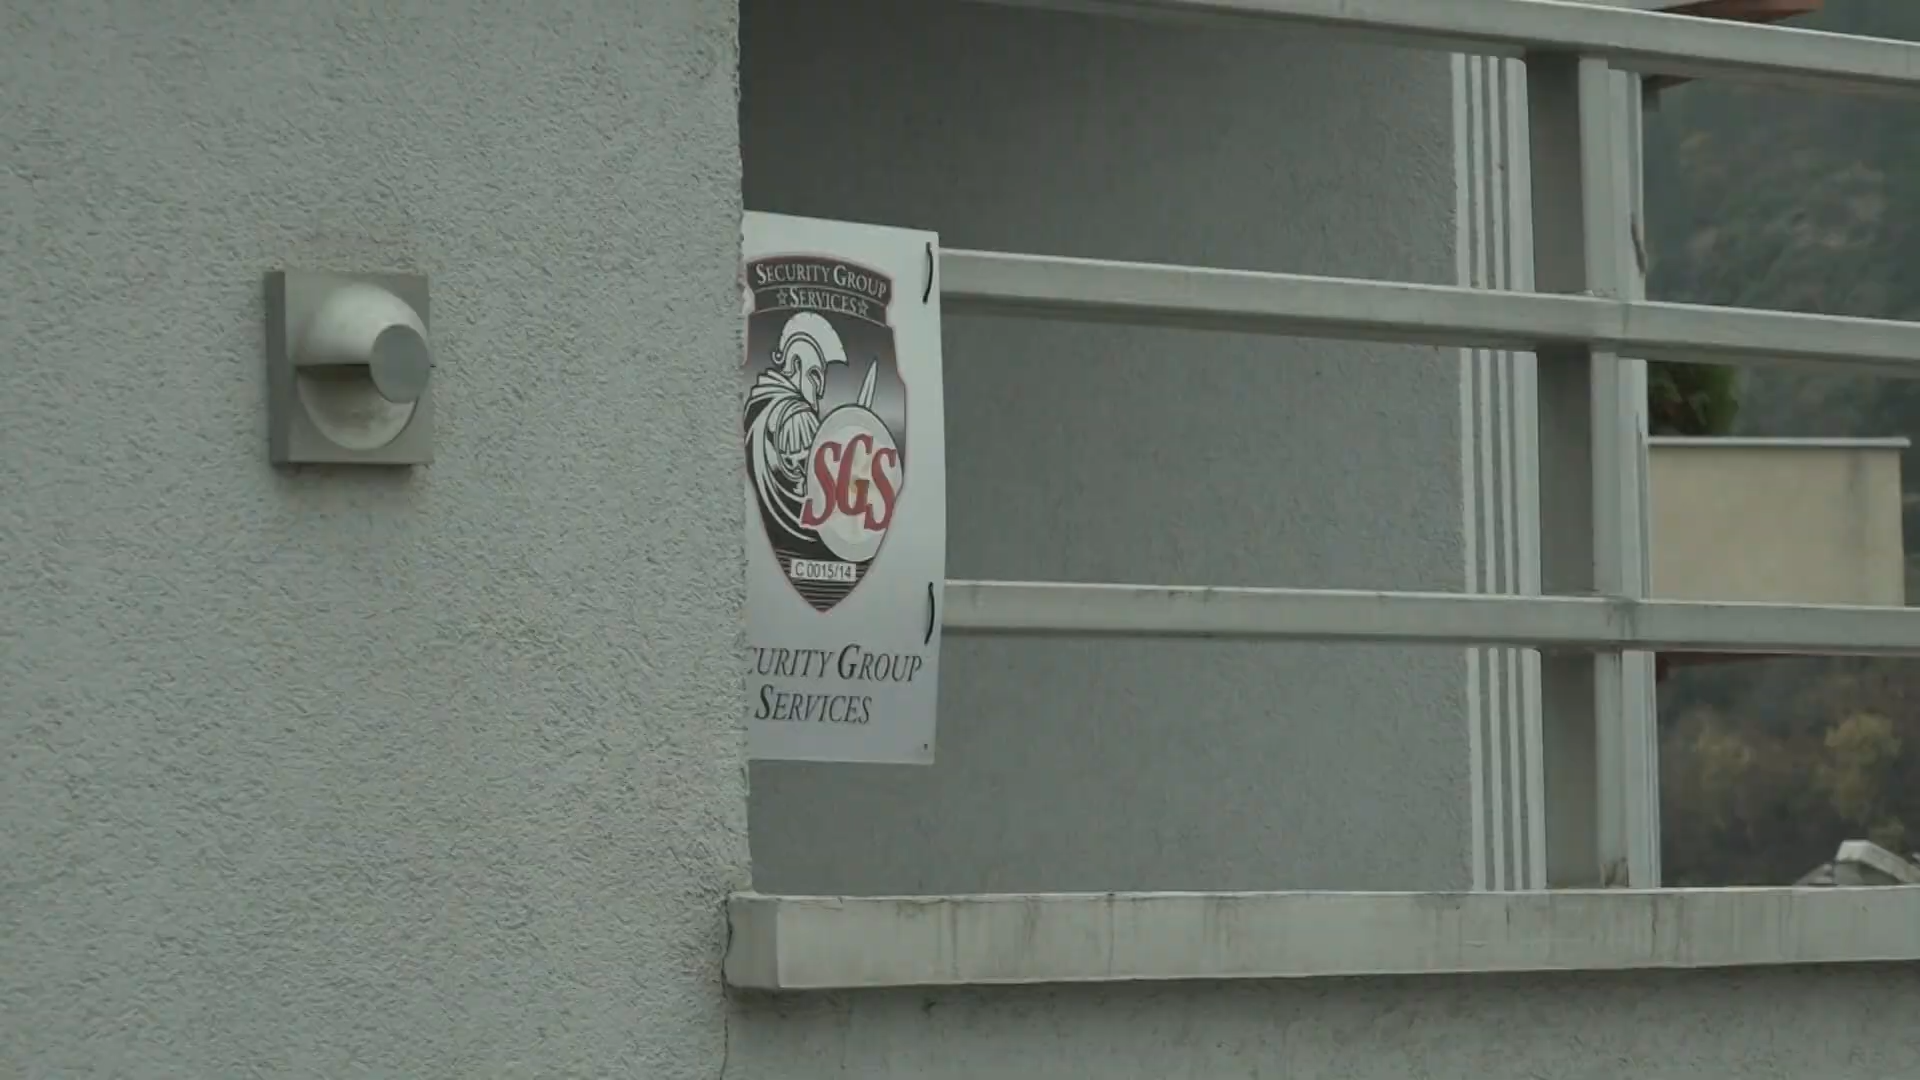 SECURITY GROUP
☆SERVICES☆
SGS
C 0015/14
CURITY GROUP
SERVICES